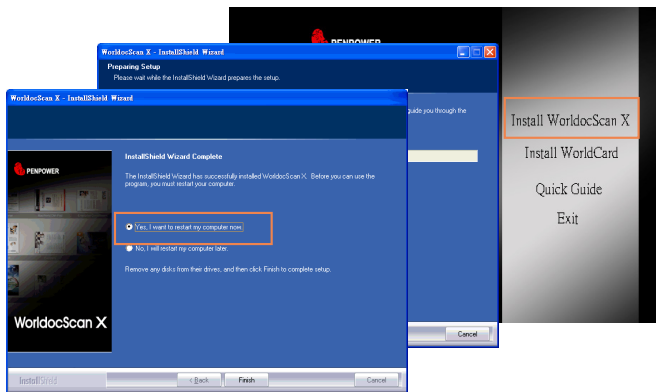 PENPOWER
WorldocScan X - InstallShield Wizard
Preparing Setup
Please wait while the InstallShield Wizard prepares the setup.
guide you through the
Cancel
WorldocScan X - InstallShield Wizard
PENPOWER
WorldocScan X
InstallShield Wizard Complete
The InstallShield Wizard has successfully installed WorldocScan X. Before you can use the
program, you must restart your computer.
Yes, I want to restart my computer now.
No, I will restart my computer later.
Remove any disks from their drives, and then click Finish to complete setup.
InstallShield
< Back
Finish
Cancel
Install WorldocScan X
Install WorldCard
Quick Guide
Exit